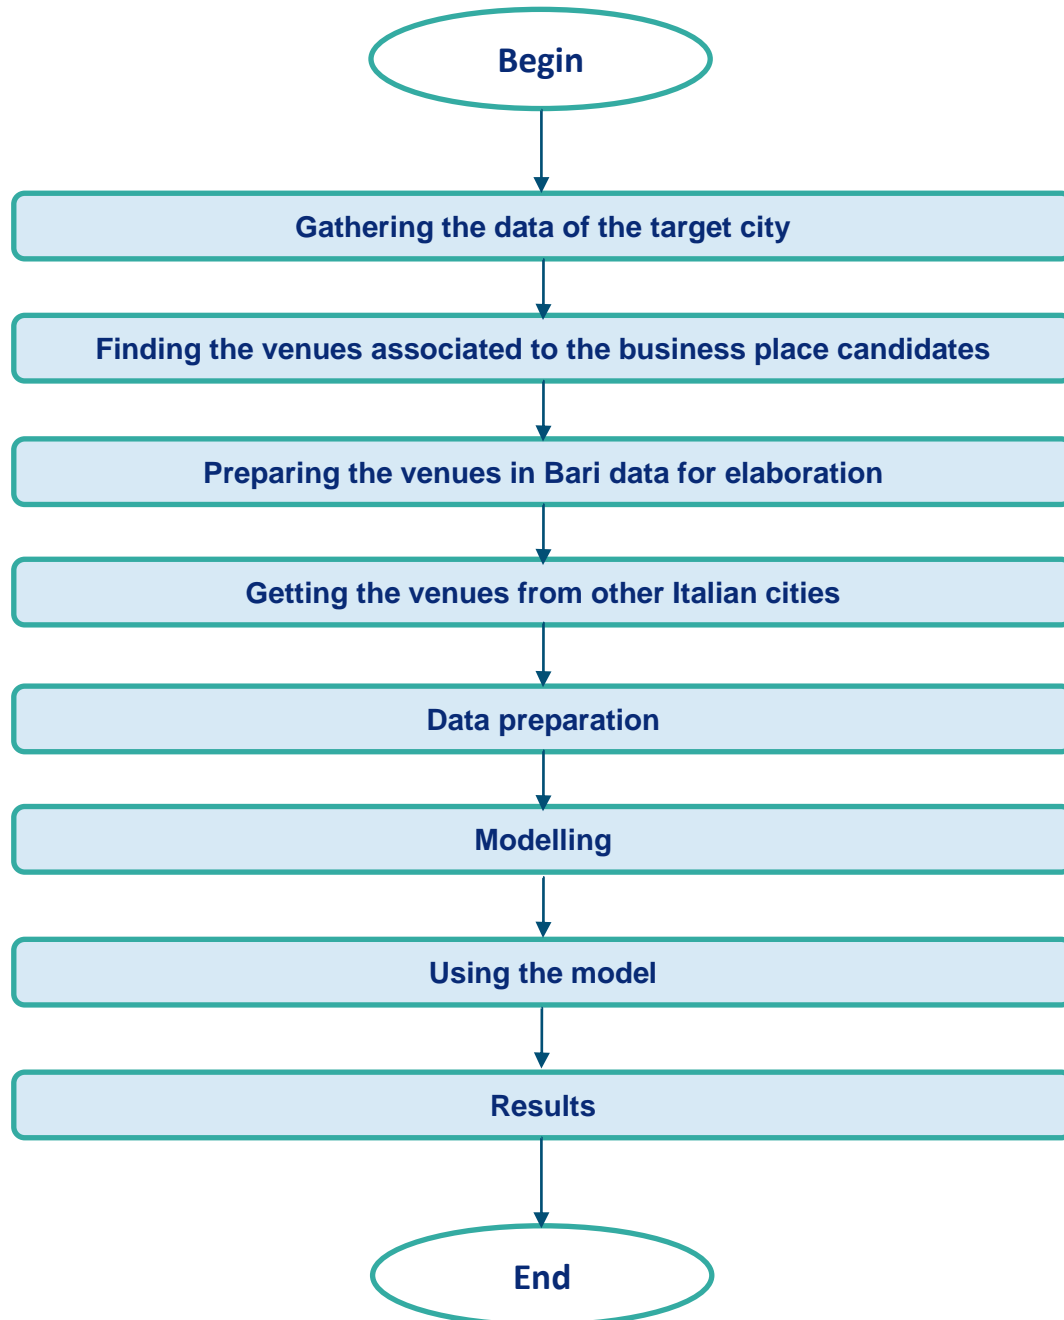 Begin
Gathering the data of the target city
Finding the venues associated to the business place candidates
Preparing the venues in Bari data for elaboration
Getting the venues from other Italian cities
Data preparation
Modelling
Using the model
Results
End